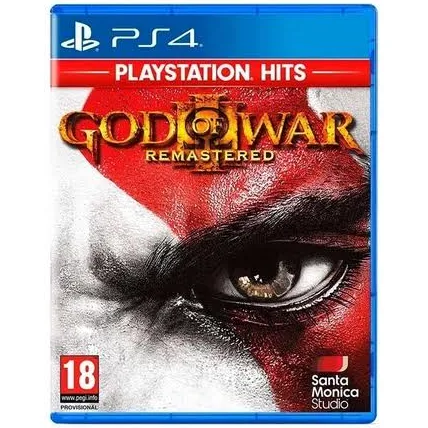 PS4
PLAYSTATION HITS
GOD OF WAR
III
REMASTERED
18
www.pegi.info
PROVISIONAL
Santa
Monica
Studio